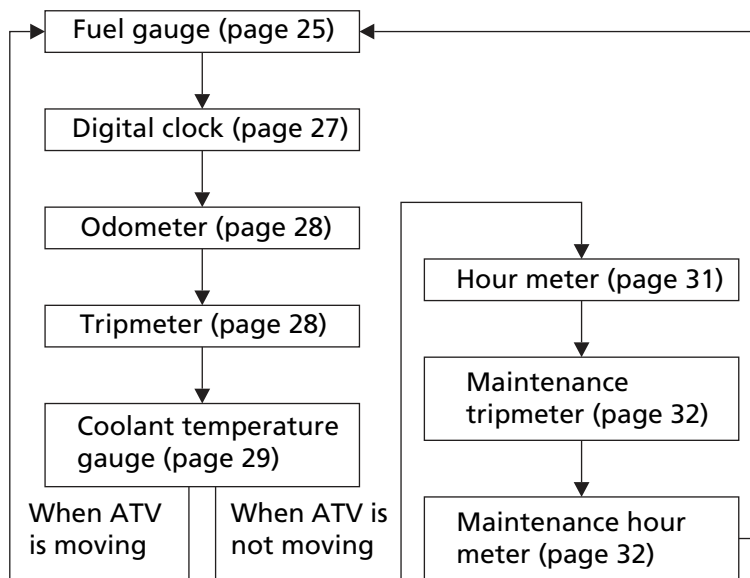 Fuel gauge (page 25)
Digital clock (page 27)
Odometer (page 28)
Tripmeter (page 28)
Coolant temperature
gauge (page 29)
When ATV
is moving
When ATV is
not moving
Hour meter (page 31)
Maintenance
tripmeter (page 32)
Maintenance hour
meter (page 32)